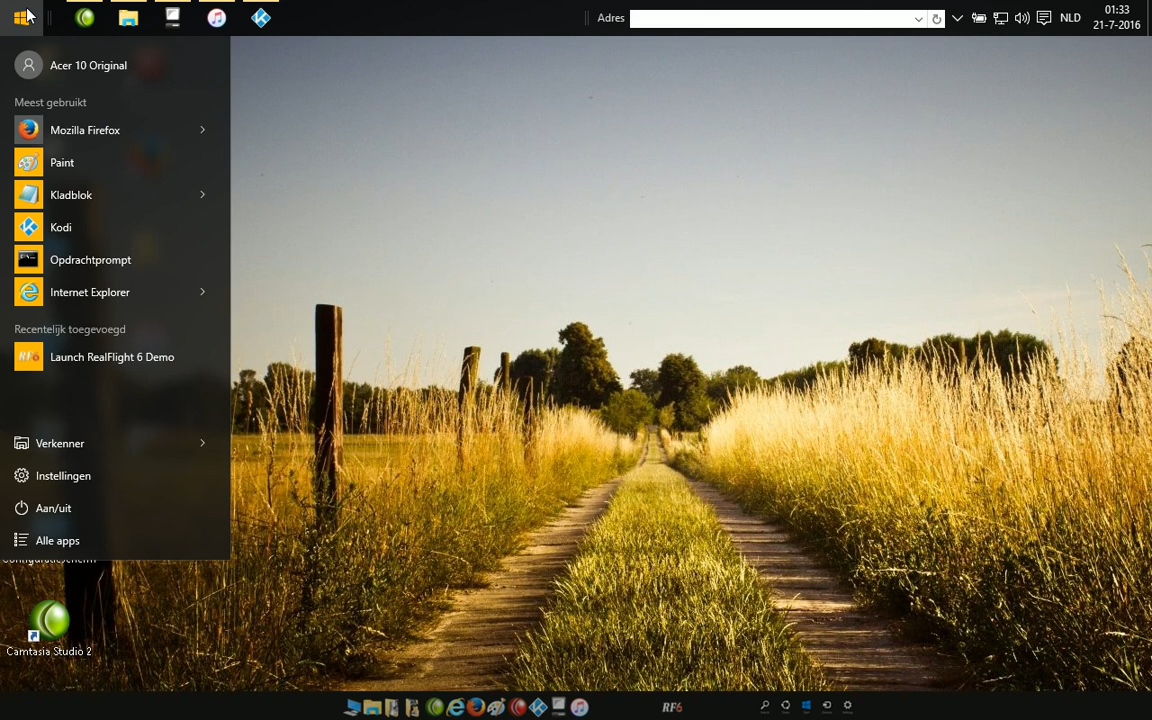 Adres
NLD
01:33
21-7-2016
Acer 10 Original
Meest gebruikt
Mozilla Firefox
Paint
Kladblok
Kodi
Opdrachtprompt
Internet Explorer
Recentelijk toegevoegd
RF6
Launch RealFlight 6 Demo
Verkenner
Instellingen
Aan/uit
Alle apps
Configuratiescherm
Camtasia Studio 2
RF6